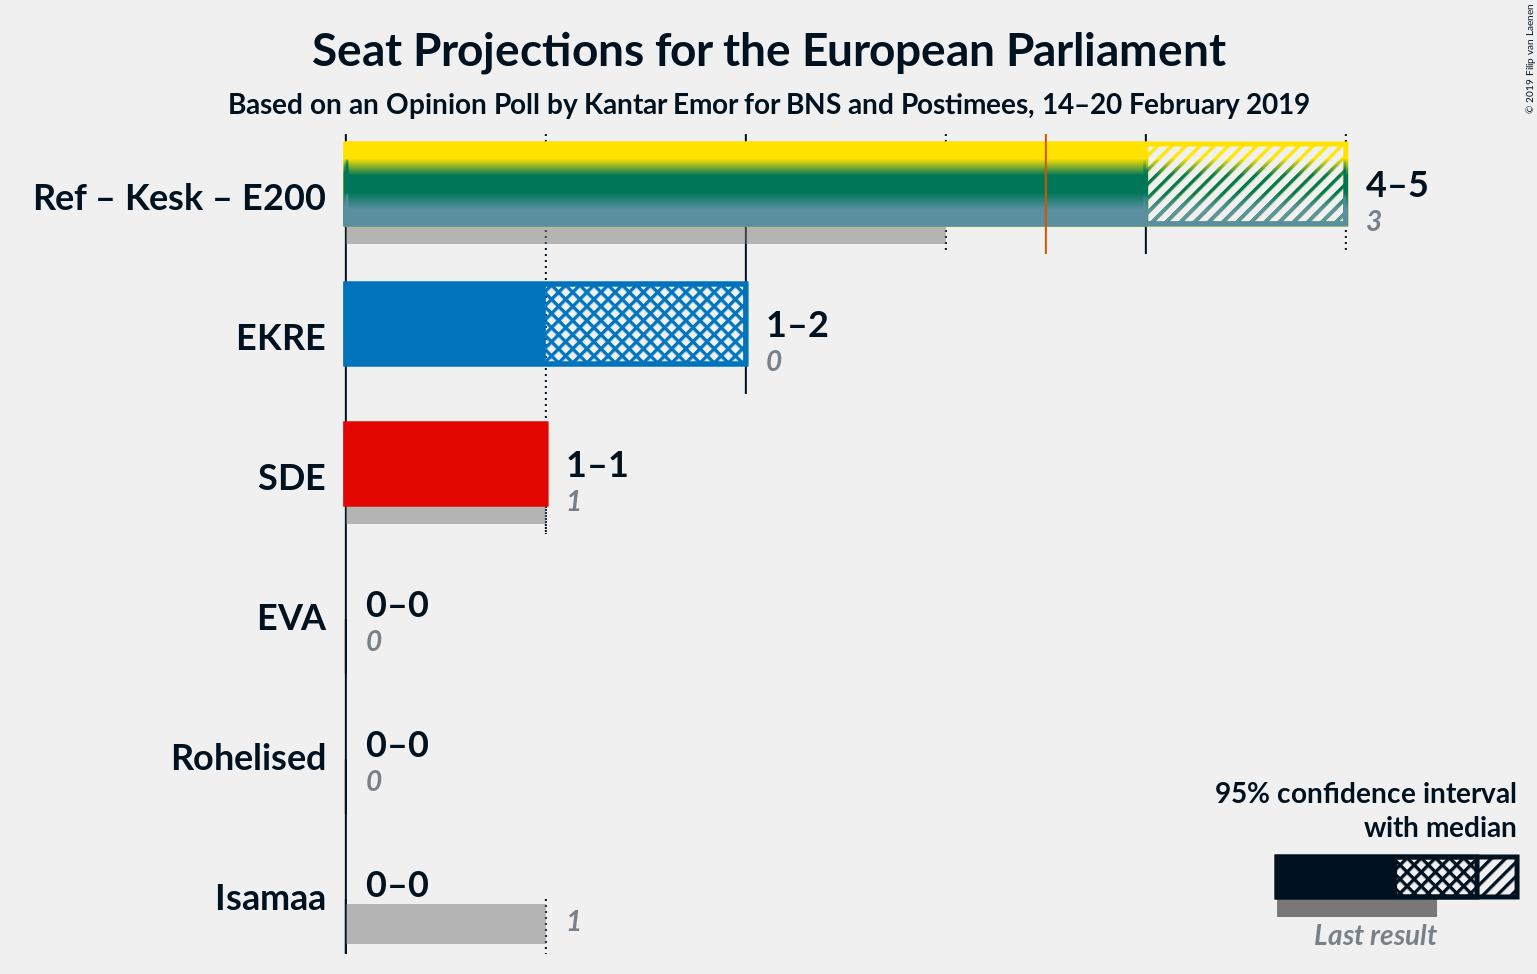 Seat Projections for the European Parliament
Based on an Opinion Poll by Kantar Emor for BNS and Postimees, 14–20 February 2019
© 2019 Filip van Laenen
Ref – Kesk – E200
4–5
3
EKRE
1–2
0
SDE
1–1
1
EVA
0–0
0
Rohelised
0–0
0
Isamaa
0–0
1
95% confidence interval
with median
Last result